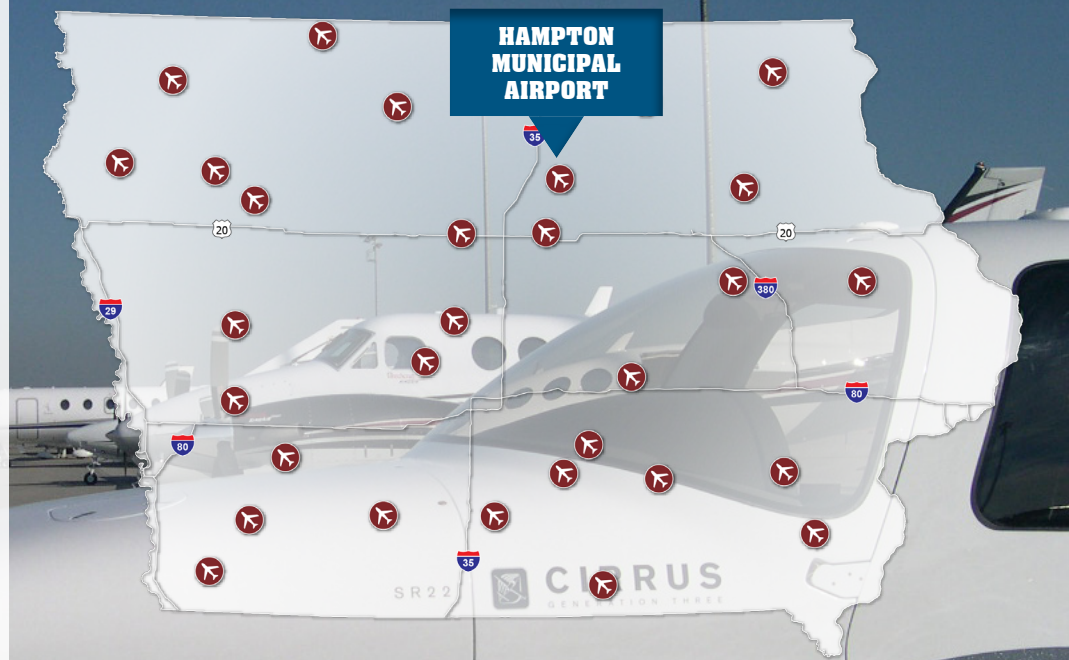 HAMPTON
MUNICIPAL
AIRPORT
35
20
20
29
380
80
80
35
SR22
CIRRUS
GENERATION THREE